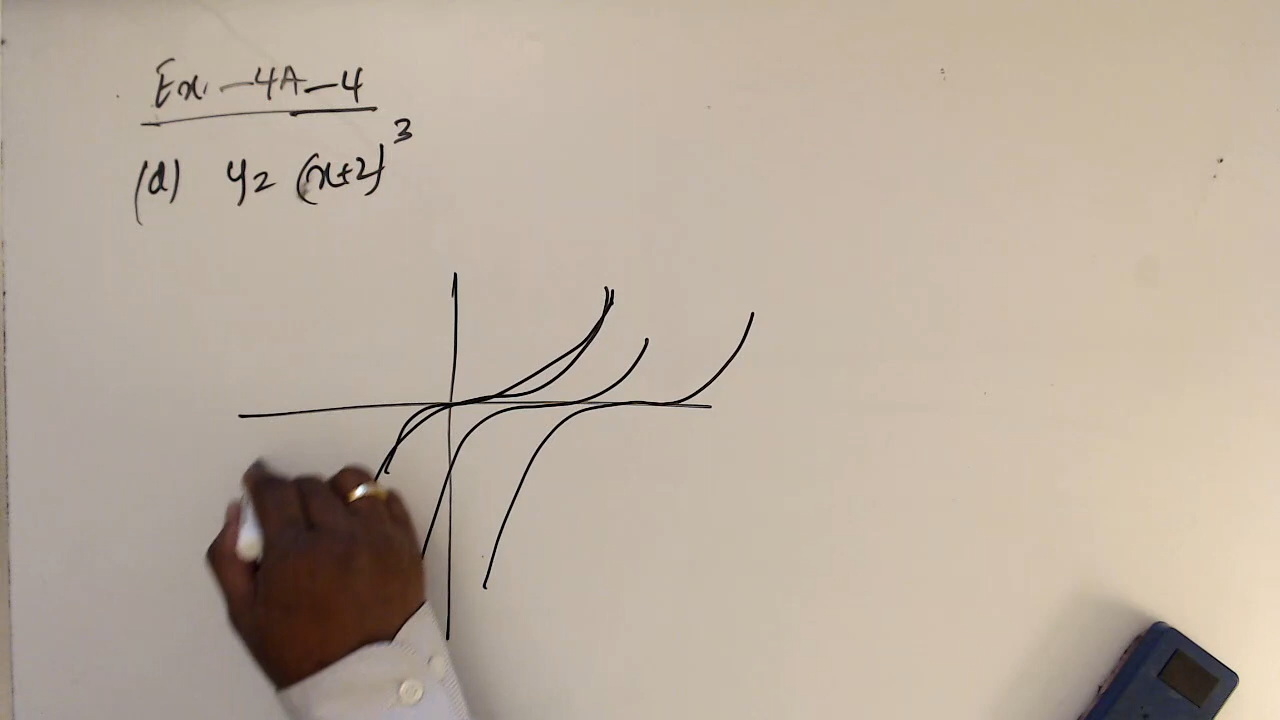 Ex. - 4A - 4
(d) y = (x+2)³